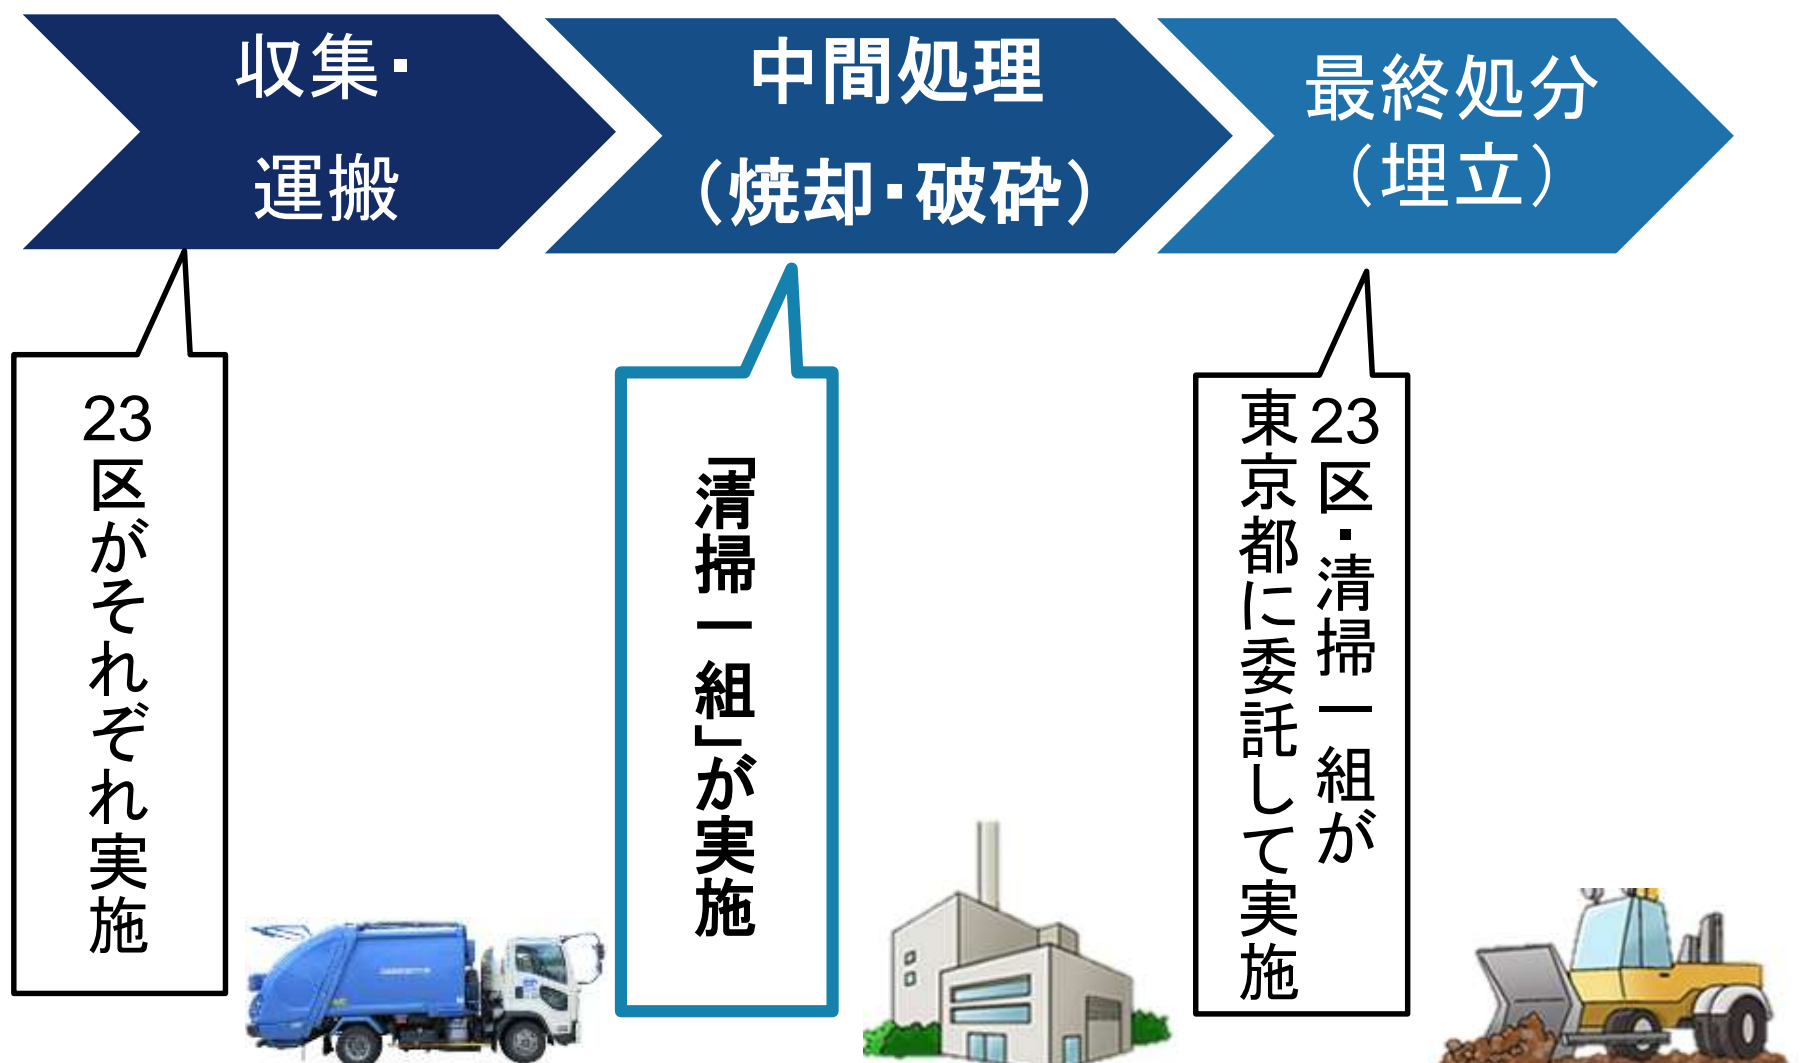 収集・
運搬
中間処理
（焼却・破砕）
最終処分
（埋立）
23区がそれぞれ実施
「清掃一組」が実施
23区・清掃一組が
東京都に委託して実施